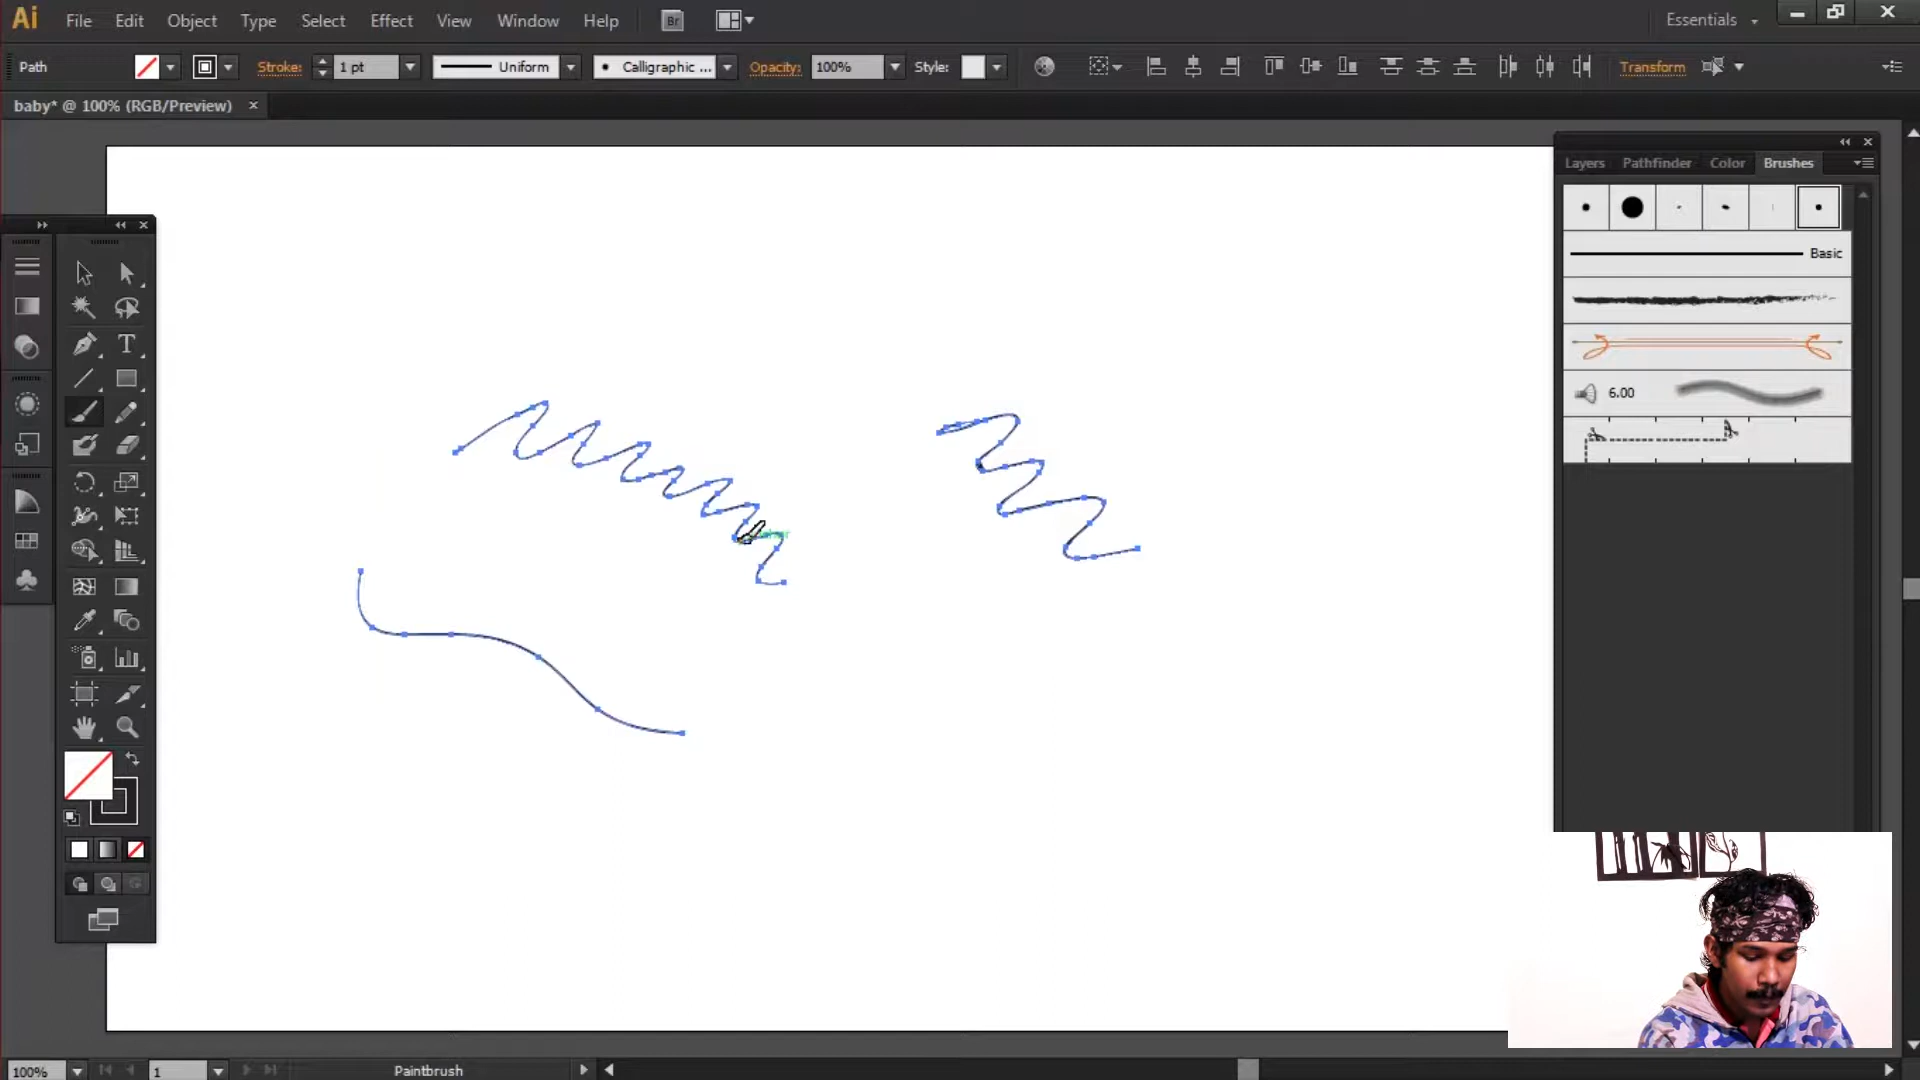 Ai File Edit Object Type Select Effect View Window Help Br Essentials
Path Stroke: 1 pt Uniform Calligraphic ... Opacity: 100% Style: Transform
baby* @ 100% (RGB/Preview)
Layers Pathfinder Color Brushes
Basic
6.00
T
100% 1 Paintbrush